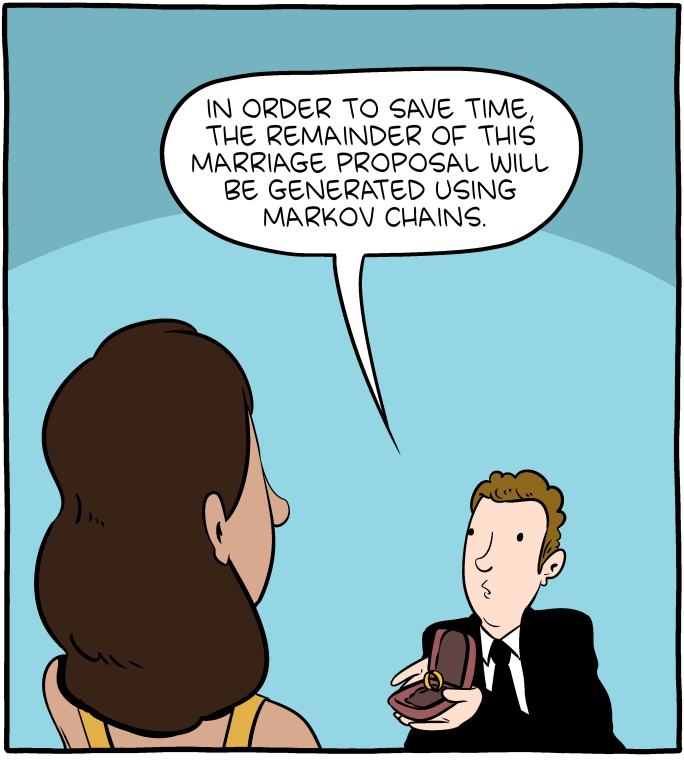 IN ORDER TO SAVE TIME,
THE REMAINDER OF THIS
MARRIAGE PROPOSAL WILL
BE GENERATED USING
MARKOV CHAINS.